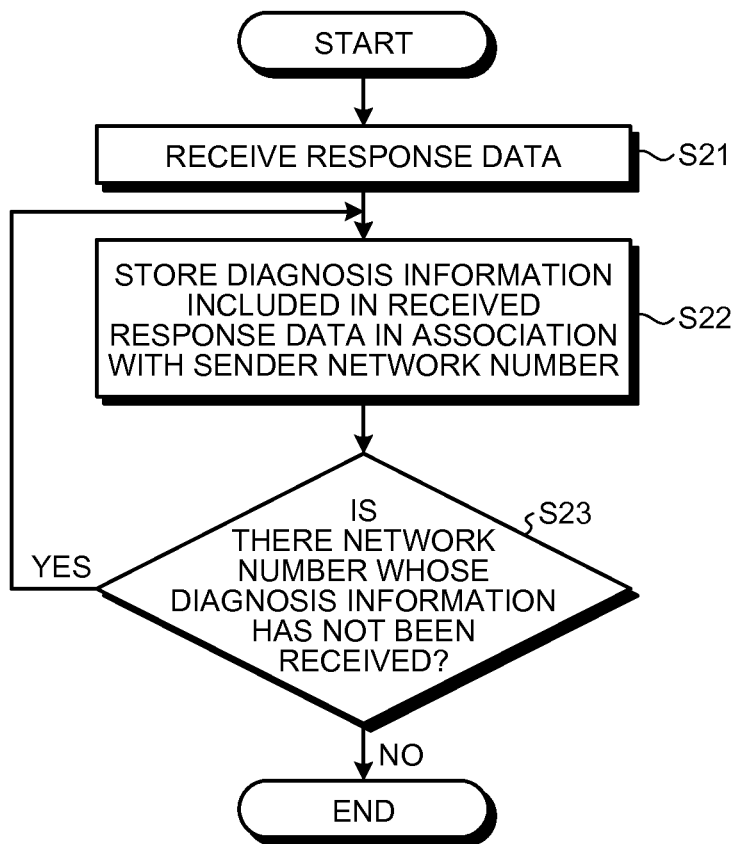 START
RECEIVE RESPONSE DATA
S21
STORE DIAGNOSIS INFORMATION
INCLUDED IN RECEIVED
RESPONSE DATA IN ASSOCIATION
WITH SENDER NETWORK NUMBER
S22
IS
THERE NETWORK
NUMBER WHOSE
DIAGNOSIS INFORMATION
HAS NOT BEEN
RECEIVED?
S23
YES
NO
END